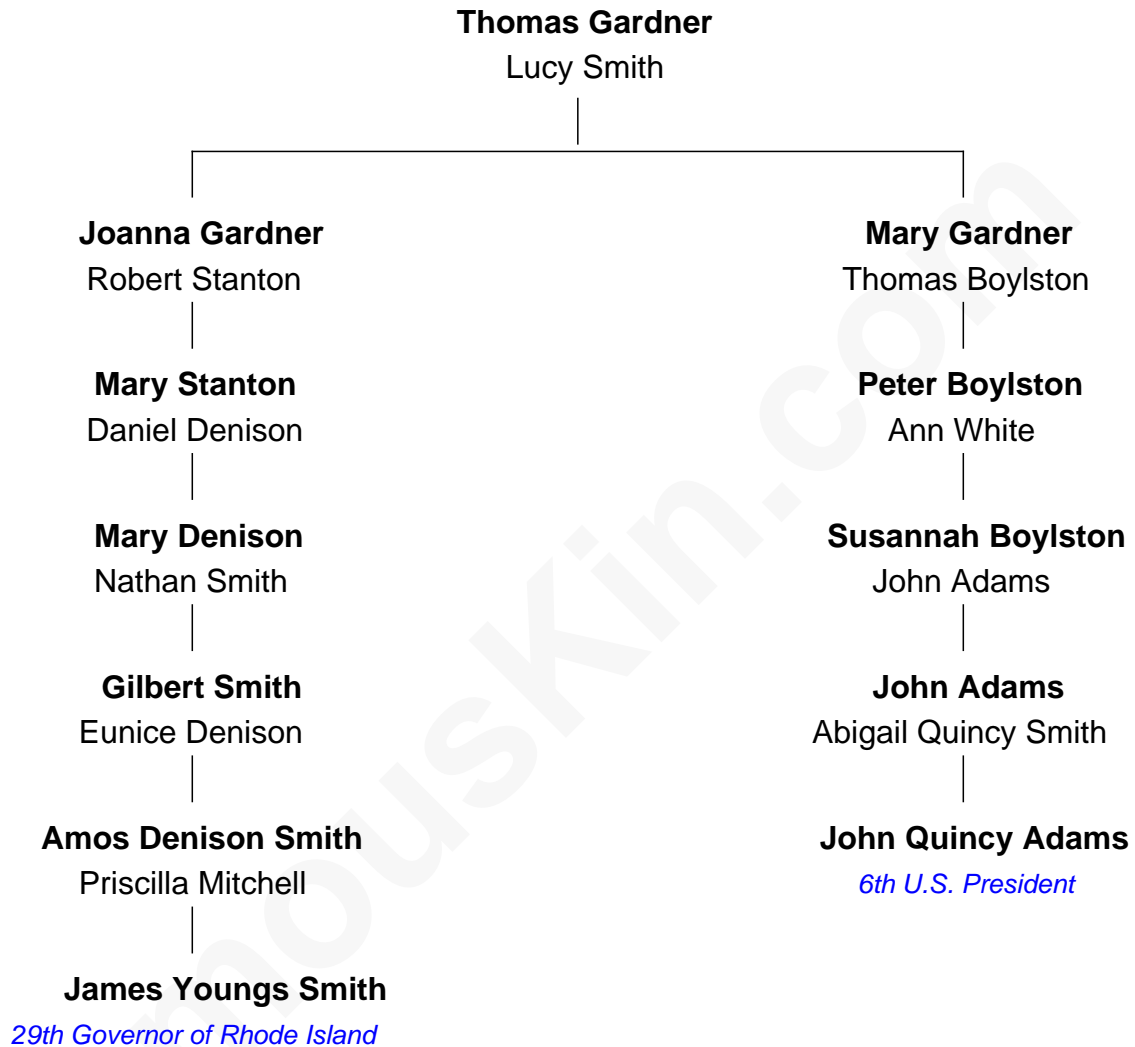 Thomas Gardner
Lucy Smith
Joanna Gardner
Robert Stanton
Mary Gardner
Thomas Boylston
Mary Stanton
Daniel Denison
Peter Boylston
Ann White
Mary Denison
Nathan Smith
Susannah Boylston
John Adams
Gilbert Smith
Eunice Denison
John Adams
Abigail Quincy Smith
Amos Denison Smith
Priscilla Mitchell
John Quincy Adams
6th U.S. President
James Youngs Smith
29th Governor of Rhode Island
mousKin.com